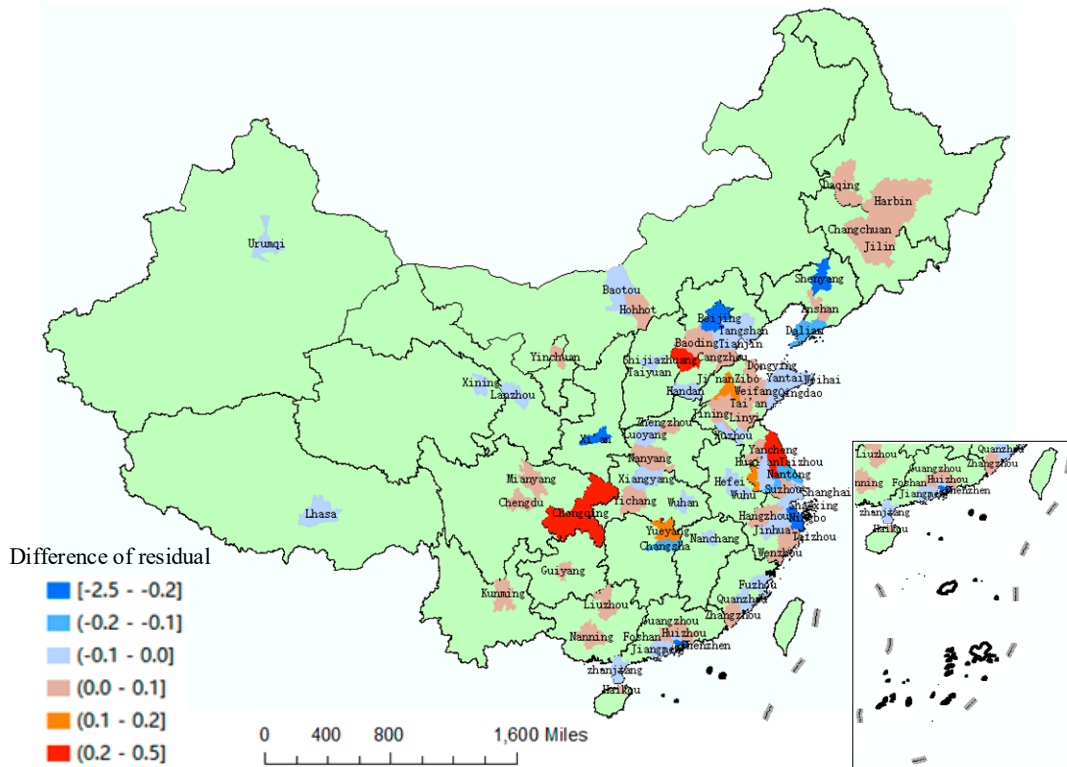 Daqing
Harbin
Changchuan
Jilin
Urumqi
Shenyang
Baotou
Hohhot
Anshan
Beijing
Tangshan
Dalian
Baoding
Tianjin
Yinchuan
Shijiazhuang
Cangzhou
Dongying
Taiyuan
Ji'nan
Zibo
Yantai
Weihai
Xining
Lanzhou
Handan
Weifang
Qingdao
Tai'an
Jining
Linyi
Zhengzhou
Xi'an
Luoyang
Xuzhou
Yancheng
Nanyang
Huai'an
Taizhou
Mianyang
Xiangyang
Hefei
Nantong
Wuhu
Suzhou
Shanghai
Chengdu
Yichang
Wuhan
Shaoxing
Lhasa
Chongqing
Hangzhou
Ningbo
Yueyang
Jinhua
Taizhou
Changsha
Nanchang
Wenzhou
Guiyang
Fuzhou
Kunming
Quanzhou
Liuzhou
Zhangzhou
Guangzhou
Nanning
Foshan
Huizhou
Jiangmen
Shenzhen
zhanjiang
Haikou
Quanzhou
Liuzhou
Zhangzhou
Guangzhou
nning
Foshan
Huizhou
Jiangmen
Shenzhen
zhanjiang
Haikou
Difference of residual
[-2.5 - -0.2]
(-0.2 - -0.1]
(-0.1 - 0.0]
(0.0 - 0.1]
(0.1 - 0.2]
(0.2 - 0.5]
0 400 800 1,600 Miles